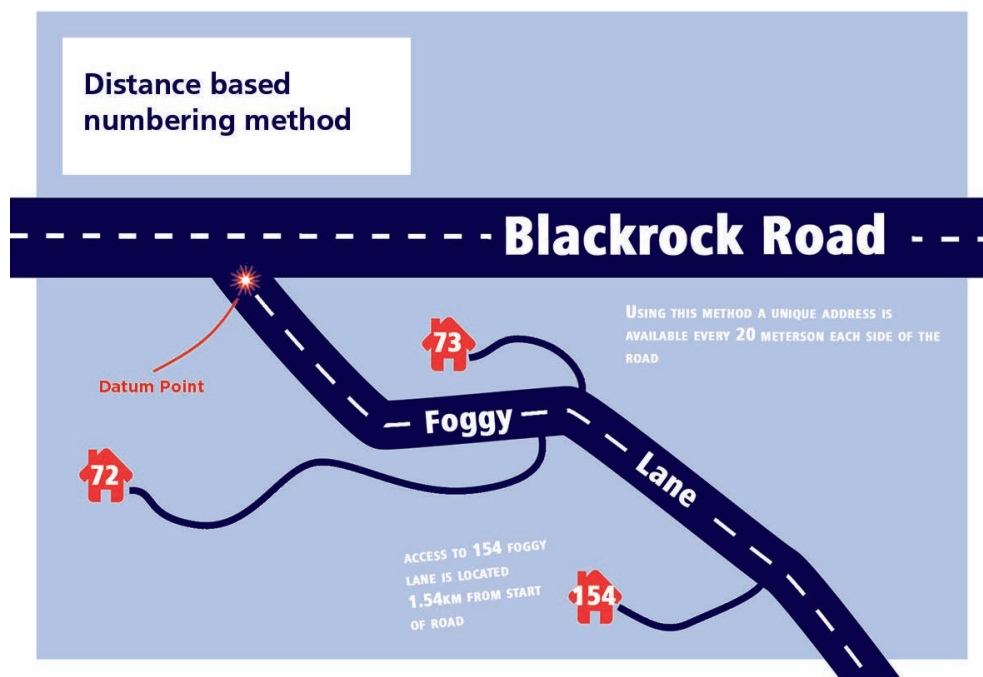 Distance based
numbering method
Blackrock Road
USING THIS METHOD A UNIQUE ADDRESS IS
AVAILABLE EVERY 20 METERSON EACH SIDE OF THE
ROAD
73
Datum Point
Foggy
Lane
72
ACCESS TO 154 FOGGY
LANE IS LOCATED
1.54KM FROM START
OF ROAD
154